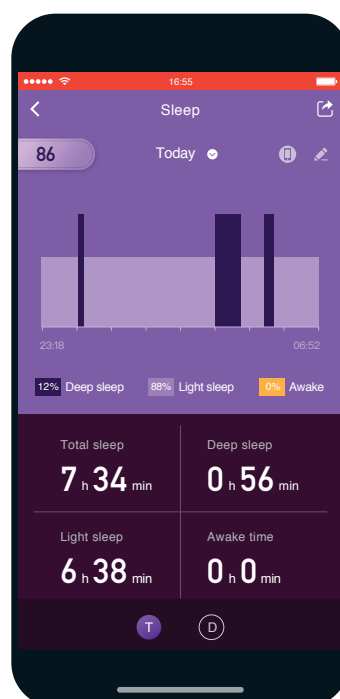 16:55
Sleep
86
Today
23:18 06:52
12% Deep sleep 88% Light sleep 0% Awake
Total sleep Deep sleep
7 h 34 min 0 h 56 min
Light sleep Awake time
6 h 38 min 0 h 0 min
T D